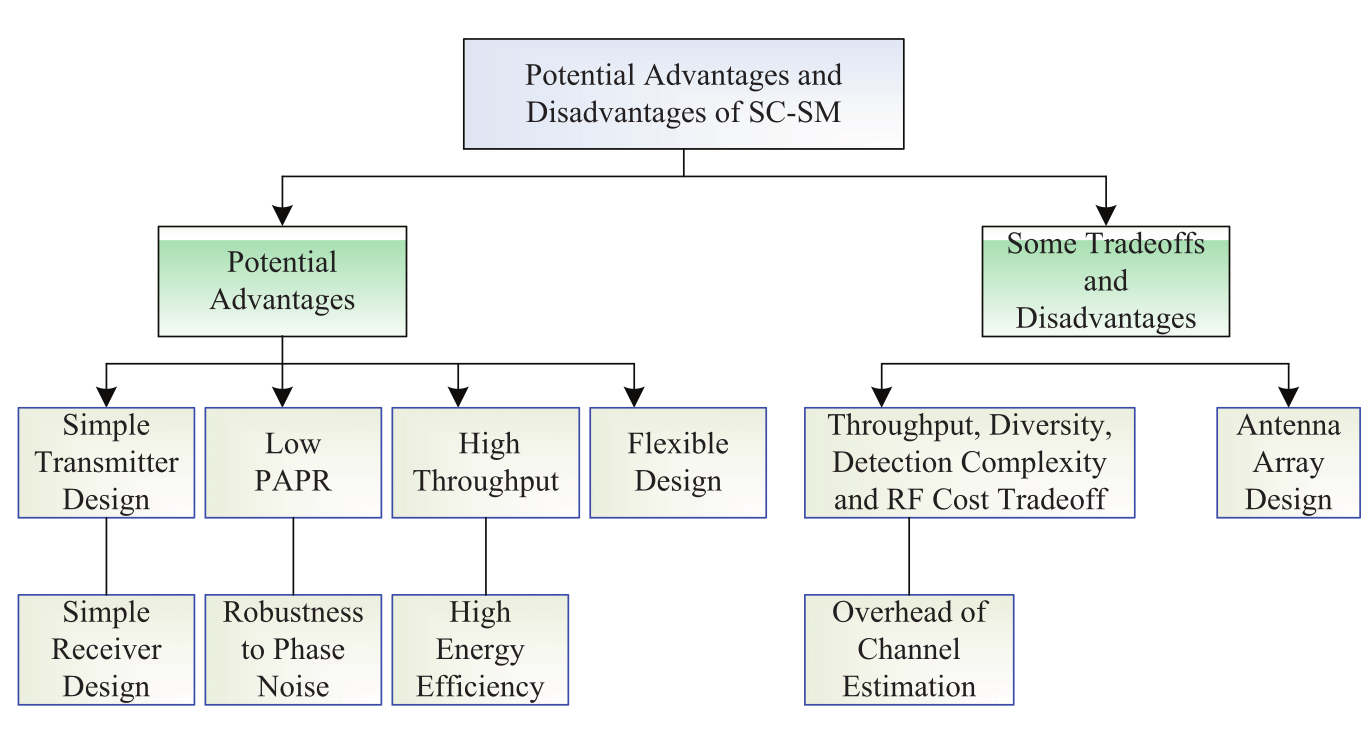 Potential Advantages and
Disadvantages of SC-SM
Potential
Advantages
Some Tradeoffs
and
Disadvantages
Simple
Transmitter
Design
Low
PAPR
High
Throughput
Flexible
Design
Throughput, Diversity,
Detection Complexity
and RF Cost Tradeoff
Antenna
Array
Design
Simple
Receiver
Design
Robustness
to Phase
Noise
High
Energy
Efficiency
Overhead of
Channel
Estimation